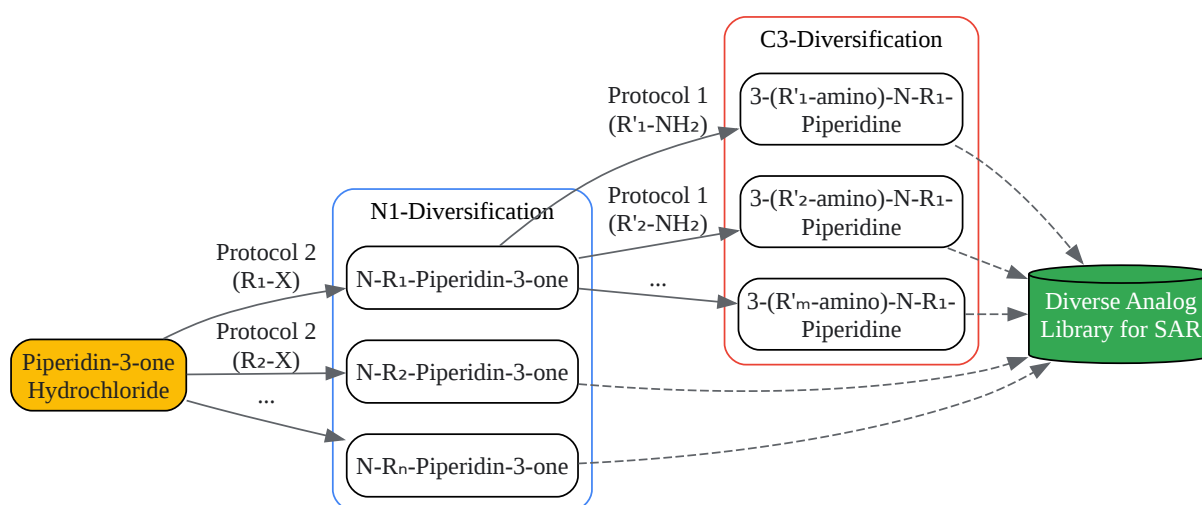 C3-Diversification
3-(R'₁-amino)-N-R₁-
Piperidine
Protocol 1
(R'₁-NH₂)
3-(R'₂-amino)-N-R₁-
Piperidine
Protocol 1
(R'₂-NH₂)
N1-Diversification
Protocol 2
(R₁-X)
N-R₁-Piperidin-3-one
...
3-(R'ₘ-amino)-N-R₁-
Piperidine
Diverse Analog
Library for SAR
Protocol 2
(R₂-X)
Piperidin-3-one
Hydrochloride
N-R₂-Piperidin-3-one
...
N-Rₙ-Piperidin-3-one